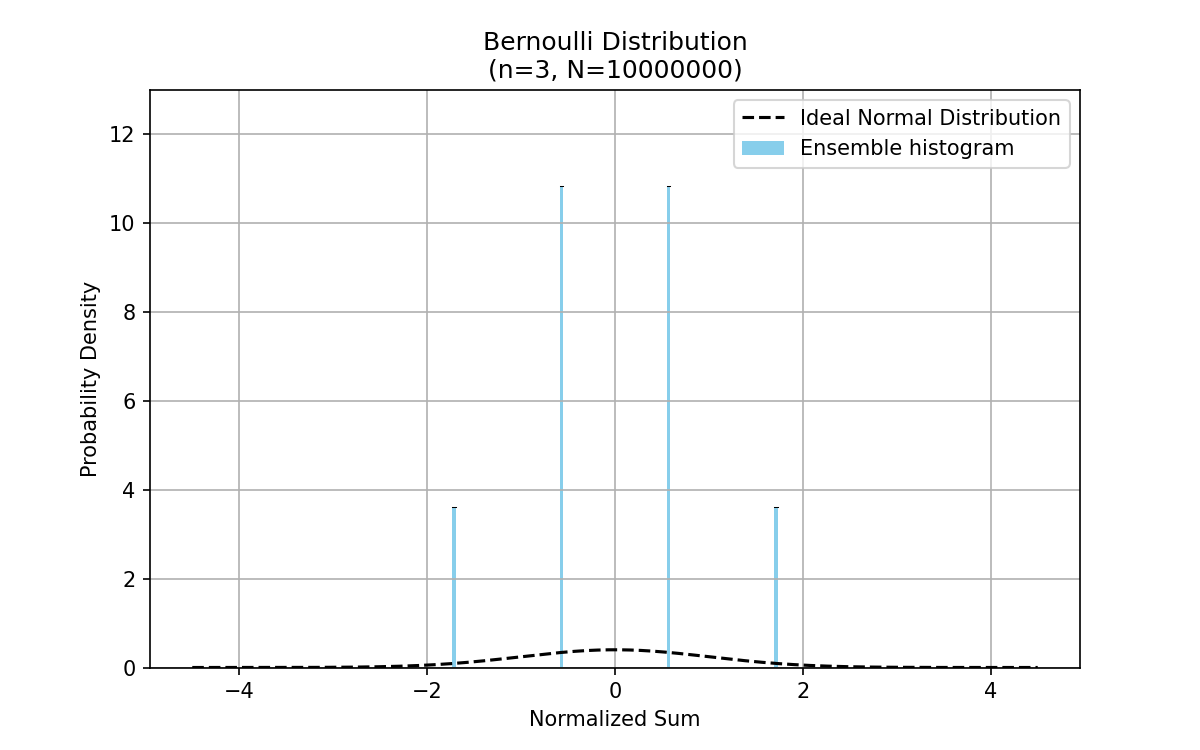 Bernoulli Distribution
(n=3, N=10000000)
Ideal Normal Distribution
Ensemble histogram
Probability Density
12
10
8
6
4
2
0
−4
−2
0
2
4
Normalized Sum